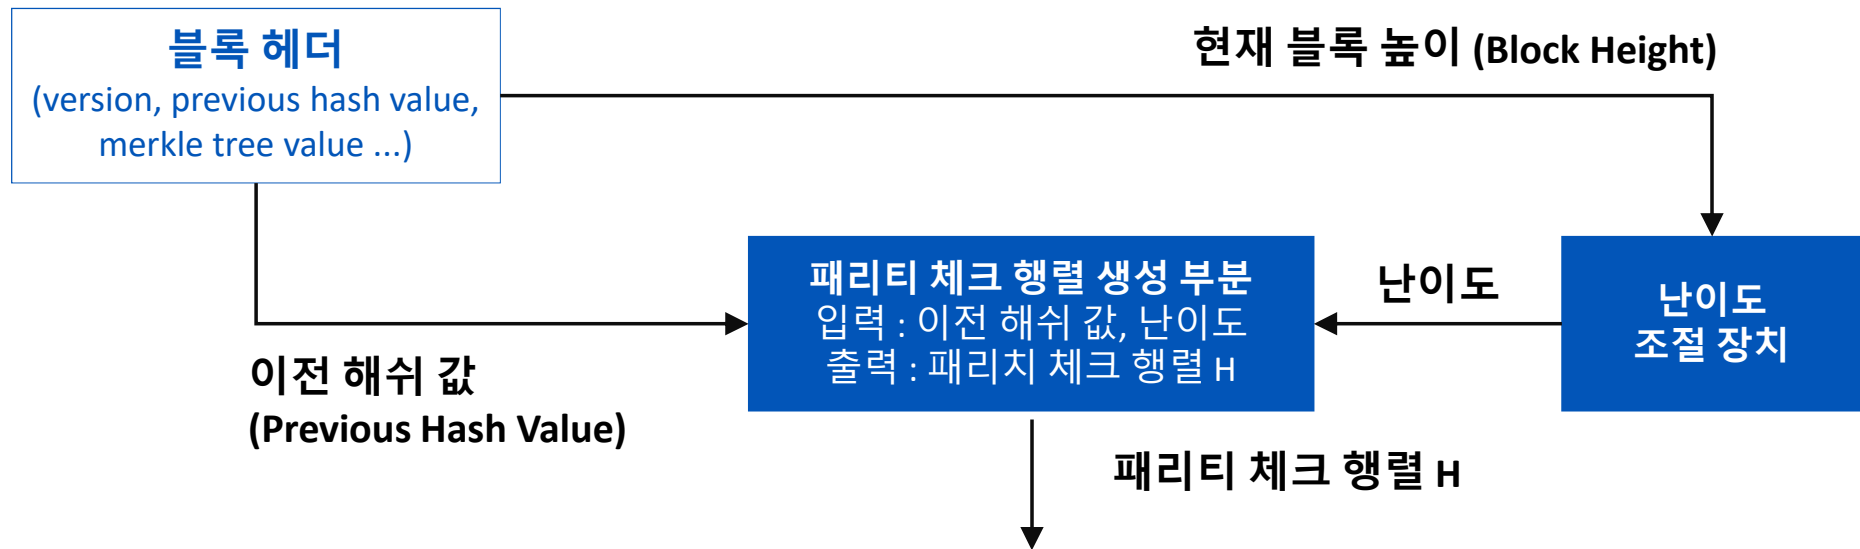 블록 헤더
(version, previous hash value,
merkle tree value ...)
현재 블록 높이 (Block Height)
패리티 체크 행렬 생성 부분
입력 : 이전 해쉬 값, 난이도
출력 : 패리치 체크 행렬 H
난이도
난이도
조절 장치
이전 해쉬 값
(Previous Hash Value)
패리티 체크 행렬 H